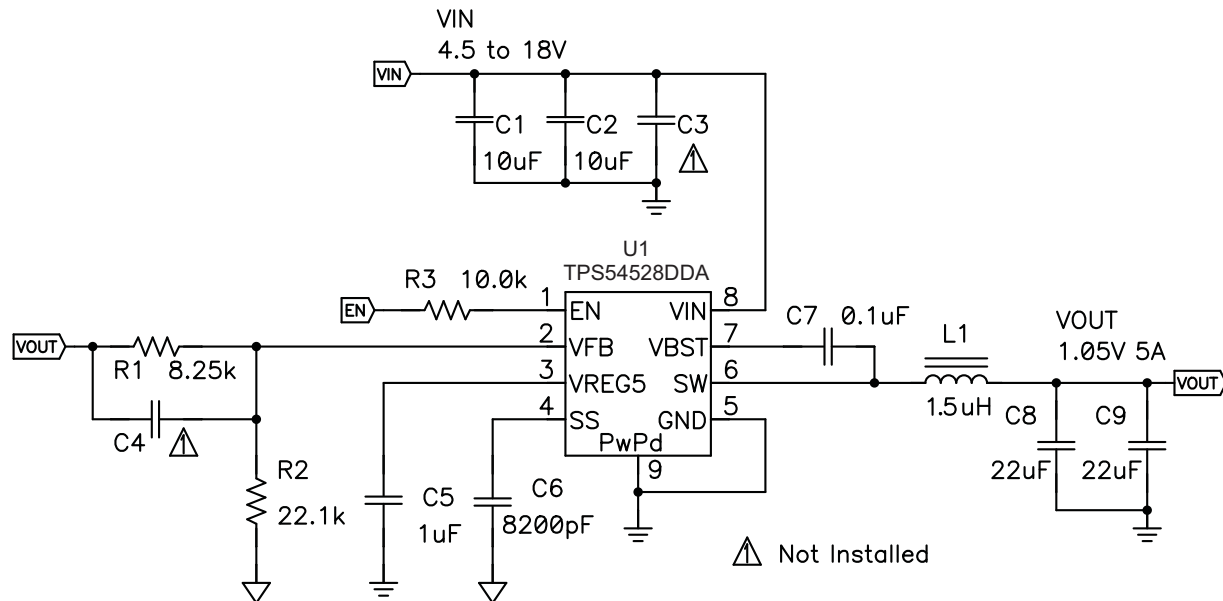 VIN
4.5 to 18V
VIN
C1
C2
C3
10uF
10uF
1
U1
TPS54528DDA
R3 10.0k
EN
1
EN
VIN
8
C7
0.1uF
VOUT
R1
8.25k
2
VFB
VBST
7
L1
VOUT
1.05V 5A
3
VREG5
SW
6
1.5uH
VOUT
C4
1
4
SS
GND
5
PwPd
9
C8
C9
22uF
22uF
R2
22.1k
C5
1uF
C6
8200pF
1 Not Installed